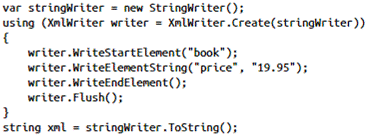 var stringWriter = new StringWriter();
using (XmlWriter writer = XmlWriter.Create(stringWriter))
{
    writer.WriteStartElement("book");
    writer.WriteElementString("price", "19.95");
    writer.WriteEndElement();
    writer.Flush();
}
string xml = stringWriter.ToString();